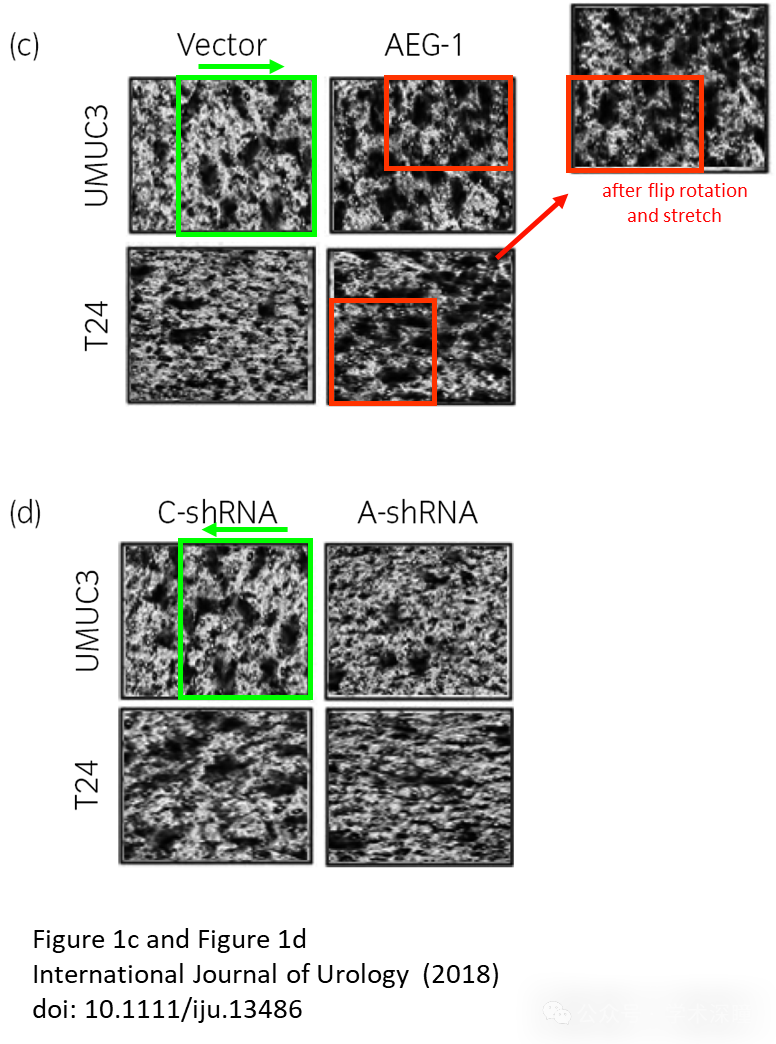 (c)
Vector
AEG-1
UMUC3
after flip rotation
and stretch
T24
(d)
C-shRNA
A-shRNA
UMUC3
T24
Figure 1c and Figure 1d
International Journal of Urology (2018)
doi: 10.1111/iju.13486